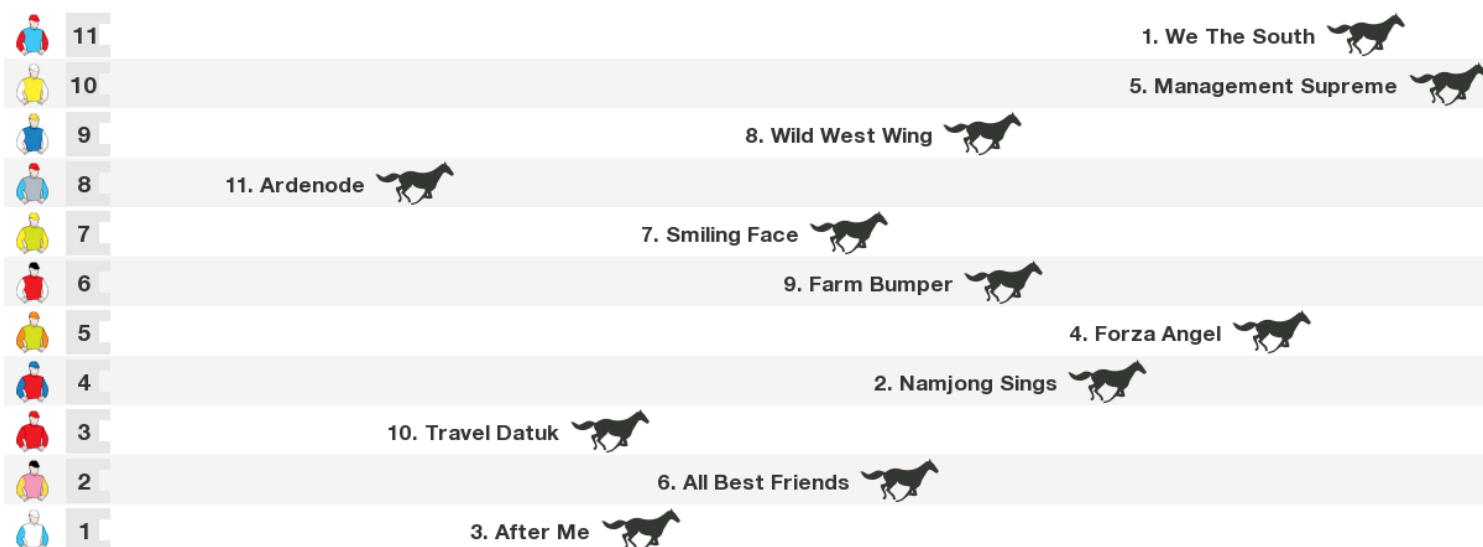 11 1. We The South
10 5. Management Supreme
9 8. Wild West Wing
8 11. Ardenode
7 7. Smiling Face
6 9. Farm Bumper
5 4. Forza Angel
4 2. Namjong Sings
3 10. Travel Datuk
2 6. All Best Friends
1 3. After Me